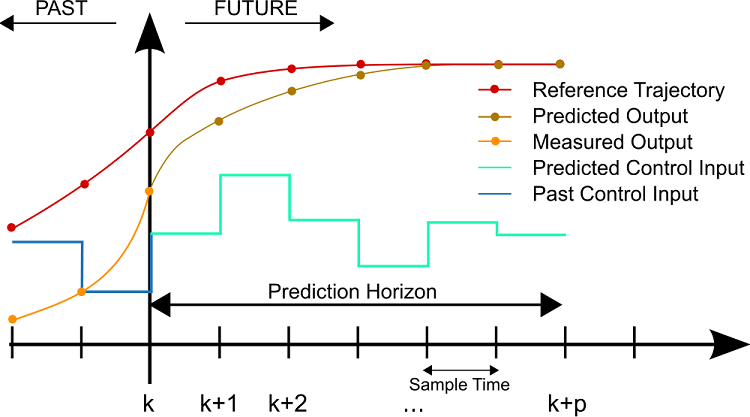 PAST
FUTURE
Reference Trajectory
Predicted Output
Measured Output
Predicted Control Input
Past Control Input
Prediction Horizon
Sample Time
k
k+1
k+2
...
k+p